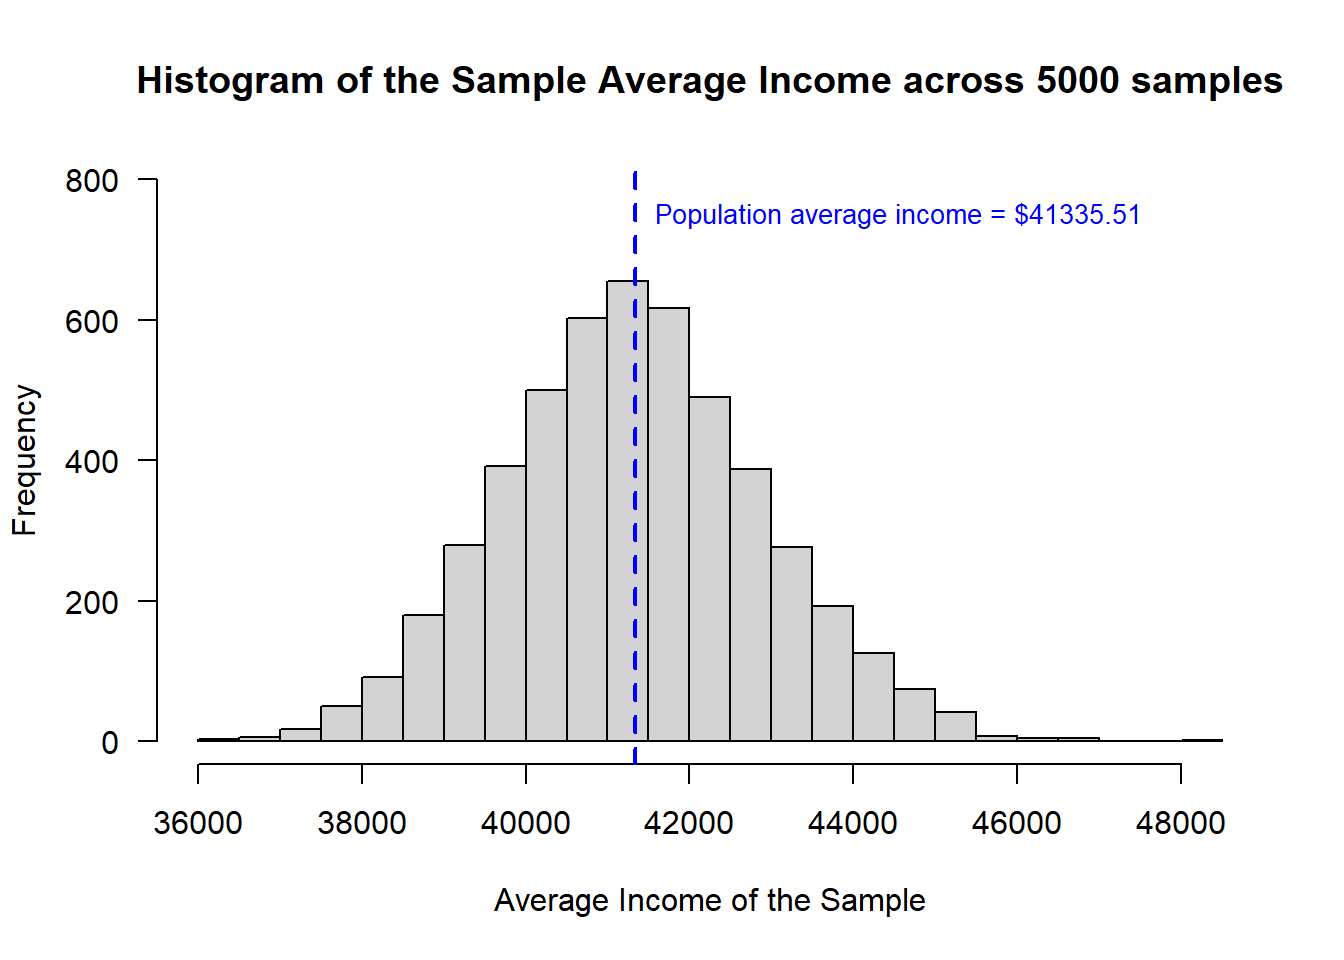 Histogram of the Sample Average Income across 5000 samples
800
Population average income = $41335.51
600
400
200
0
Frequency
36000 38000 40000 42000 44000 46000 48000
Average Income of the Sample